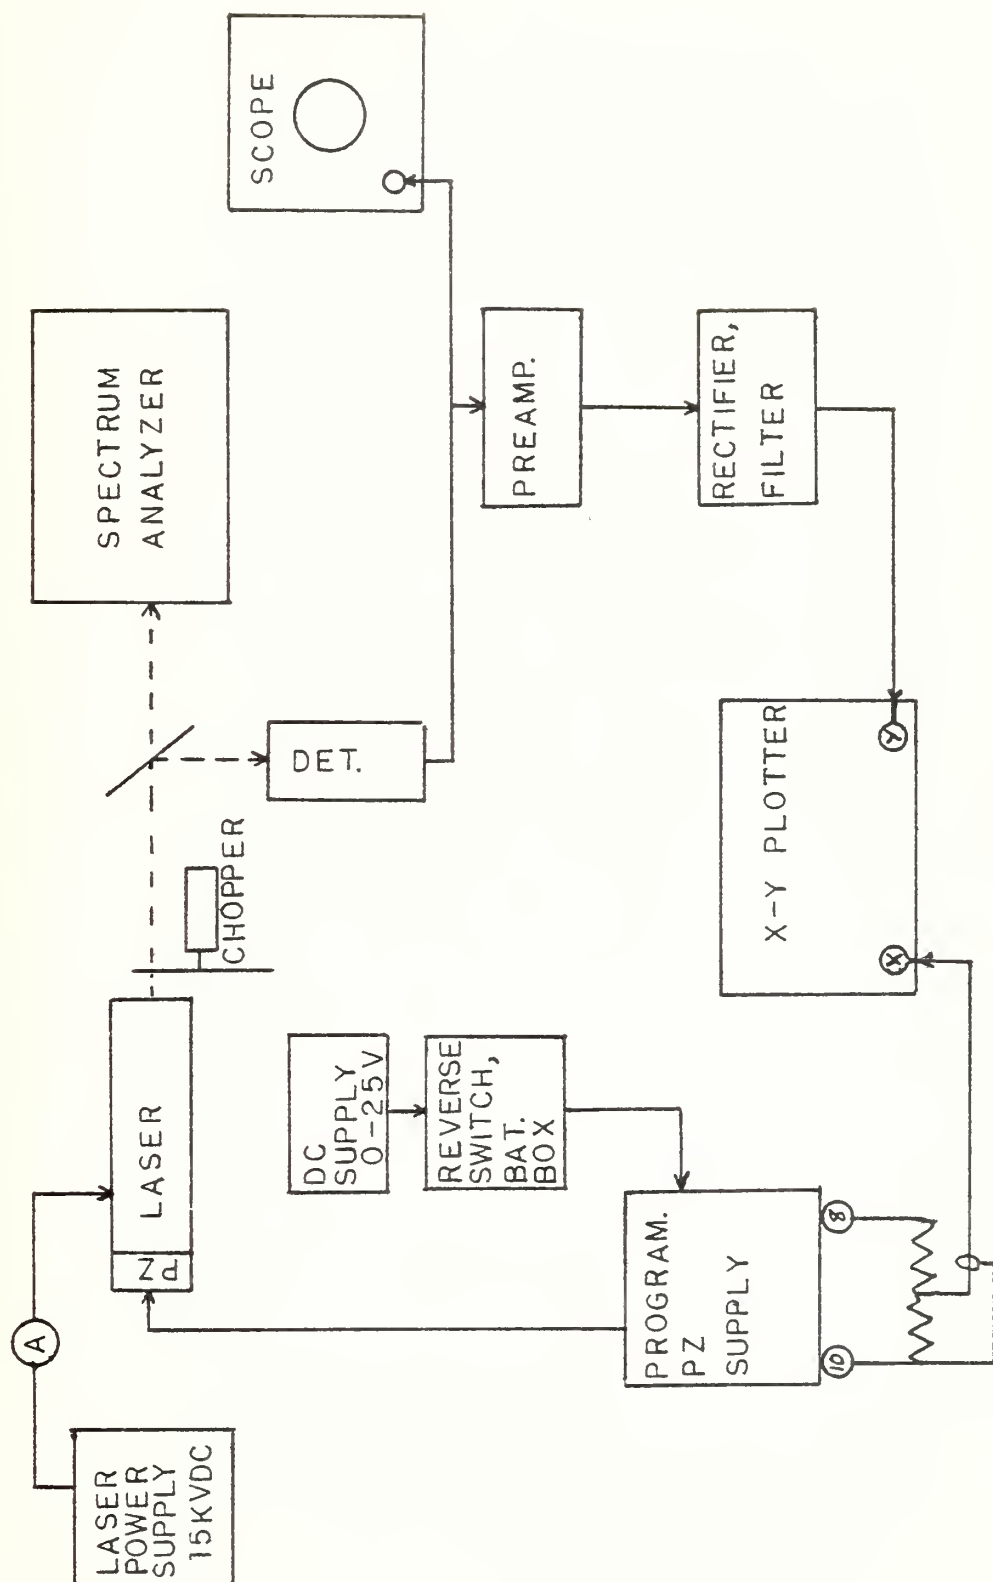 LASER
POWER
SUPPLY
15KVDC
A
PZ
LASER
CHOPPER
SPECTRUM
ANALYZER
DET.
SCOPE
DC
SUPPLY
0-25V
REVERSE
SWITCH,
BAT.
BOX
PREAMP.
PROGRAM.
PZ
SUPPLY
10
8
RECTIFIER,
FILTER
X-Y PLOTTER
X
Y